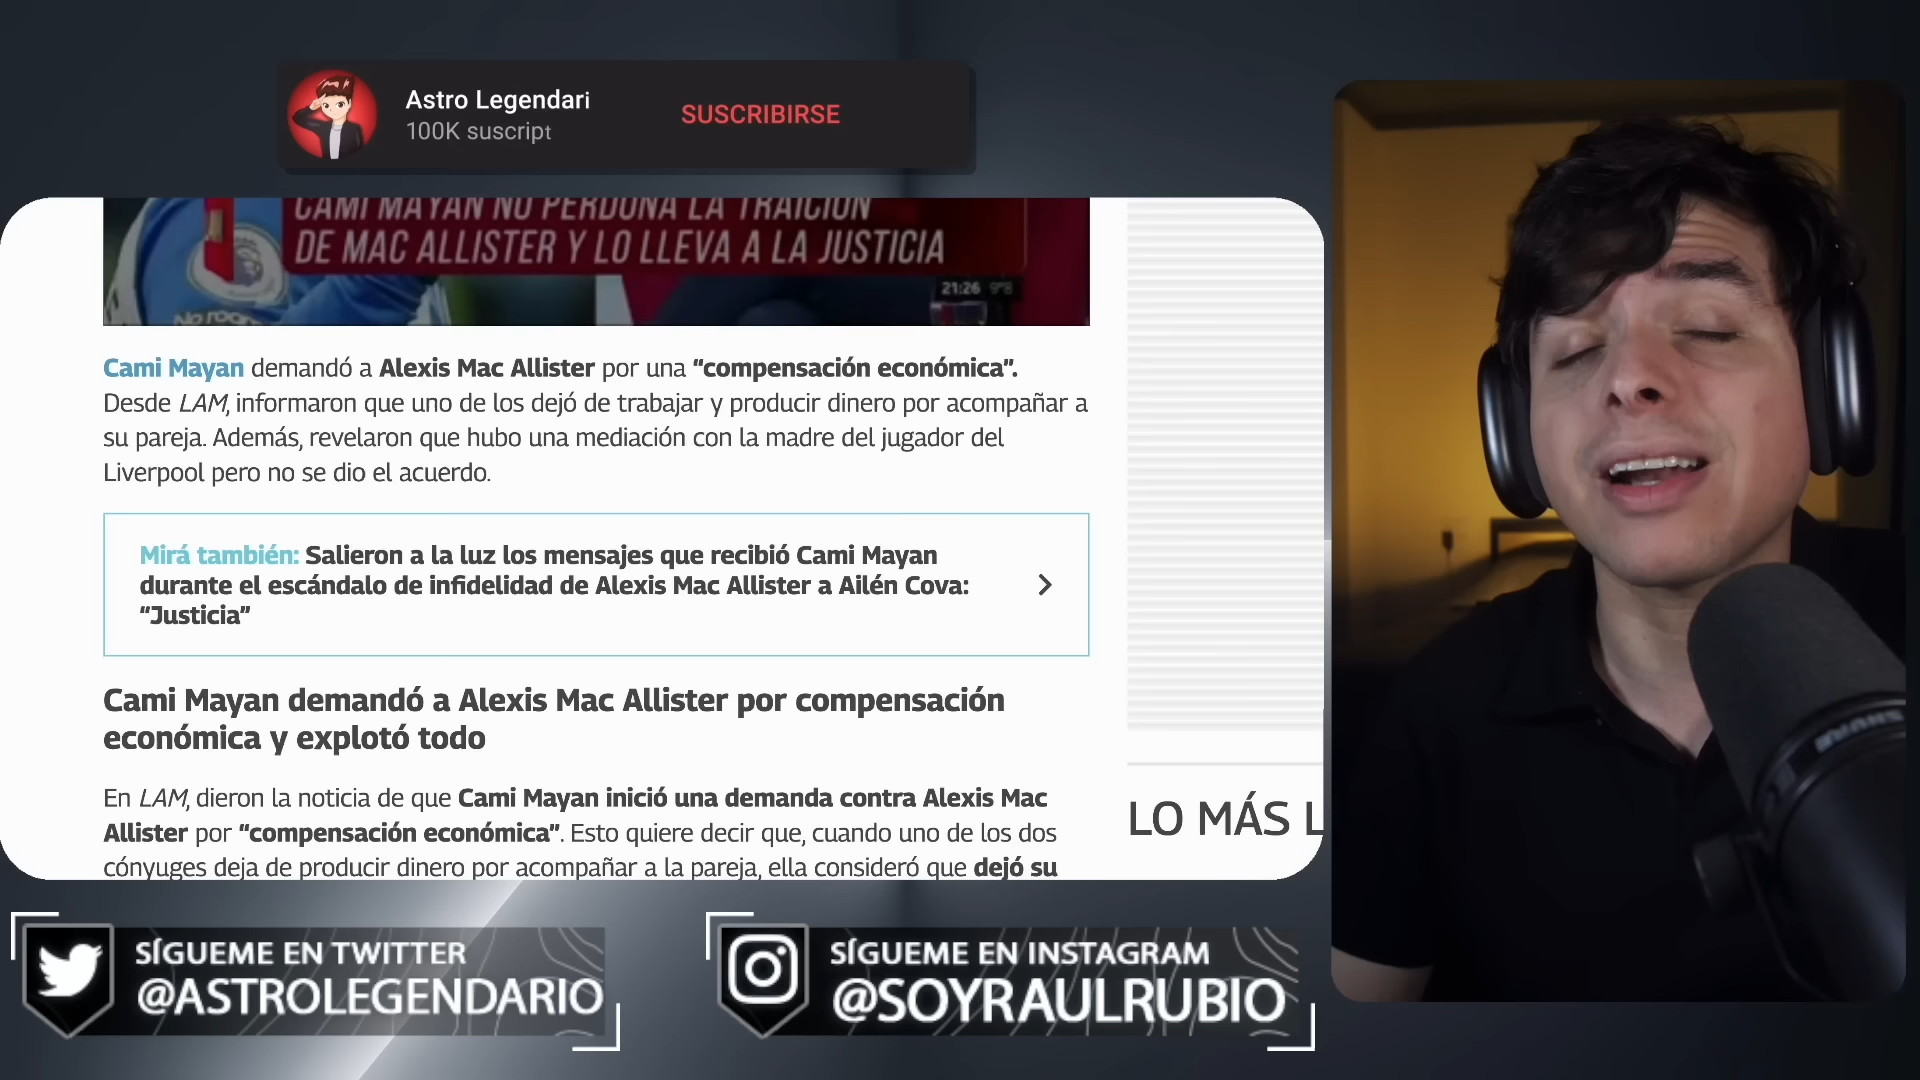 Astro Legendari
100K suscript
SUSCRIBIRSE
CAMI MAYAN NO PERDONA LA TRAICIÓN
DE MAC ALLISTER Y LO LLEVA A LA JUSTICIA
21:26 9°8
No room
Cami Mayan demandó a Alexis Mac Allister por una “compensación económica”.
Desde LAM, informaron que uno de los dejó de trabajar y producir dinero por acompañar a
su pareja. Además, revelaron que hubo una mediación con la madre del jugador del
Liverpool pero no se dio el acuerdo.
Mirá también: Salieron a la luz los mensajes que recibió Cami Mayan
durante el escándalo de infidelidad de Alexis Mac Allister a Ailén Cova:
“Justicia”
Cami Mayan demandó a Alexis Mac Allister por compensación
económica y explotó todo
En LAM, dieron la noticia de que Cami Mayan inició una demanda contra Alexis Mac
Allister por “compensación económica”. Esto quiere decir que, cuando uno de los dos
cónyuges deja de producir dinero por acompañar a la pareja, ella consideró que dejó su
LO MÁS L
SHURE
SÍGUEME EN TWITTER
@ASTROLEGENDARIO
SÍGUEME EN INSTAGRAM
@SOYRAULRUBIO